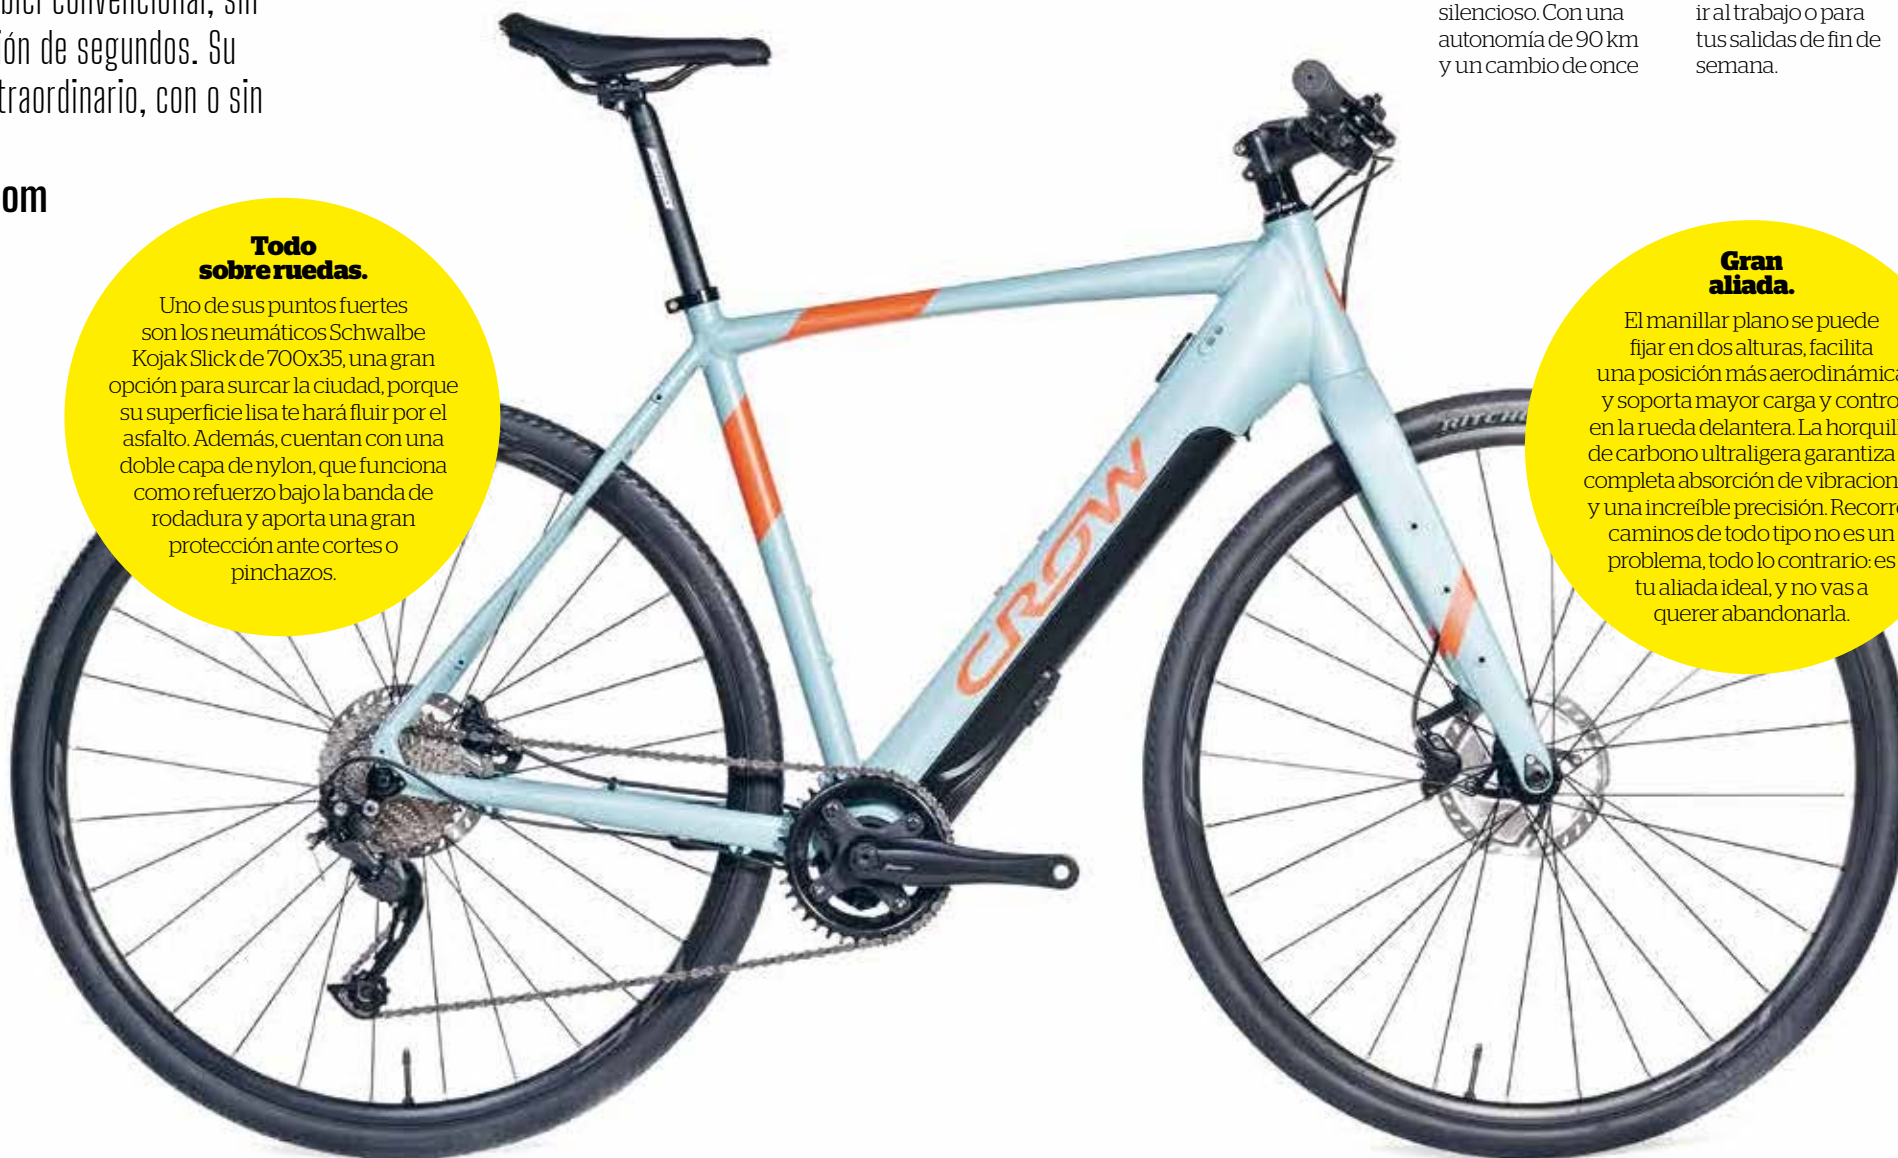 bici convencional, sin
ión de segundos. Su
traordinario, con o sin
om
silencioso. Con una
autonomía de 90 km
y un cambio de once
ir al trabajo o para
tus salidas de fin de
semana.
Todo
sobre ruedas.
Uno de sus puntos fuertes
son los neumáticos Schwalbe
Kojak Slick de 700x35, una gran
opción para surcar la ciudad, porque
su superficie lisa te hará fluir por el
asfalto. Además, cuentan con una
doble capa de nylon, que funciona
como refuerzo bajo la banda de
rodadura y aporta una gran
protección ante cortes o
pinchazos.
Gran
aliada.
El manillar plano se puede
fijar en dos alturas, facilita
una posición más aerodinámica
y soporta mayor carga y contro
en la rueda delantera. La horquill
de carbono ultraligera garantiza
completa absorción de vibracion
y una increíble precisión. Recorre
caminos de todo tipo no es un
problema, todo lo contrario: es
tu aliada ideal, y no vas a
querer abandonarla.
RITCHE
CROW